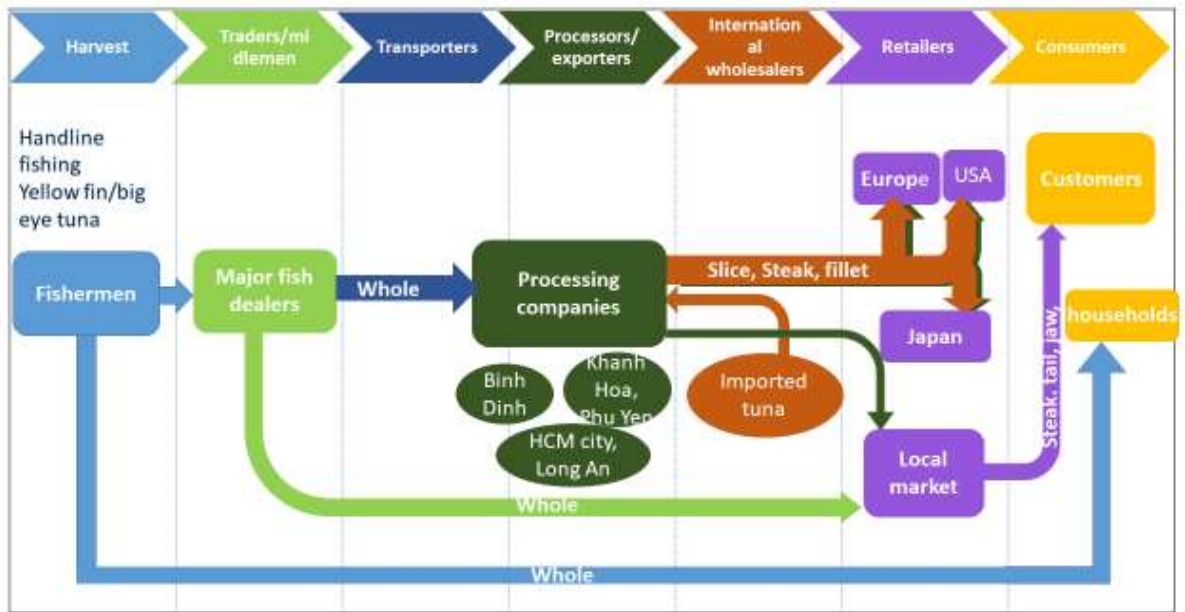 Harvest
Traders/mi
dlemen
Transporters
Processors/
exporters
Internation
al
wholesalers
Retailers
Consumers
Handline
fishing
Yellow fin/big
eye tuna
Fishermen
Major fish
dealers
Whole
Processing
companies
Slice, Steak, fillet
Europe
USA
Japan
Customers
households
Binh
Dinh
Khanh
Hoa,
Phu Yen
HCM city,
Long An
Imported
tuna
Local
market
Steak. tail, jaw,
Whole
Whole